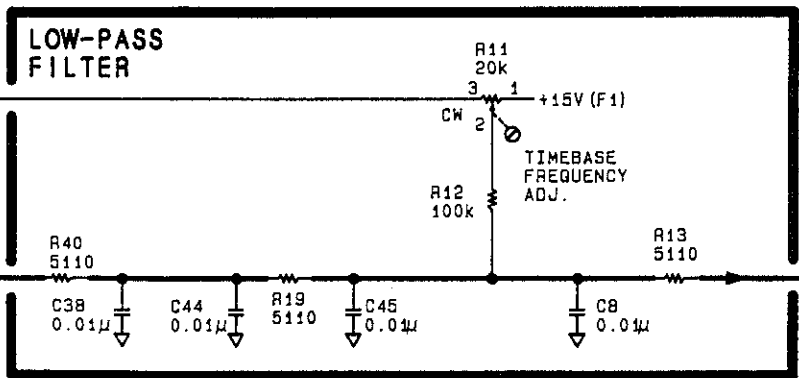 LOW-PASS
FILTER
R11
20k
3
1
+15V (F1)
CW
2
TIMEBASE
FREQUENCY
ADJ.
R12
100k
R40
5110
R13
5110
C38
0.01µ
C44
0.01µ
R19
5110
C45
0.01µ
C8
0.01µ